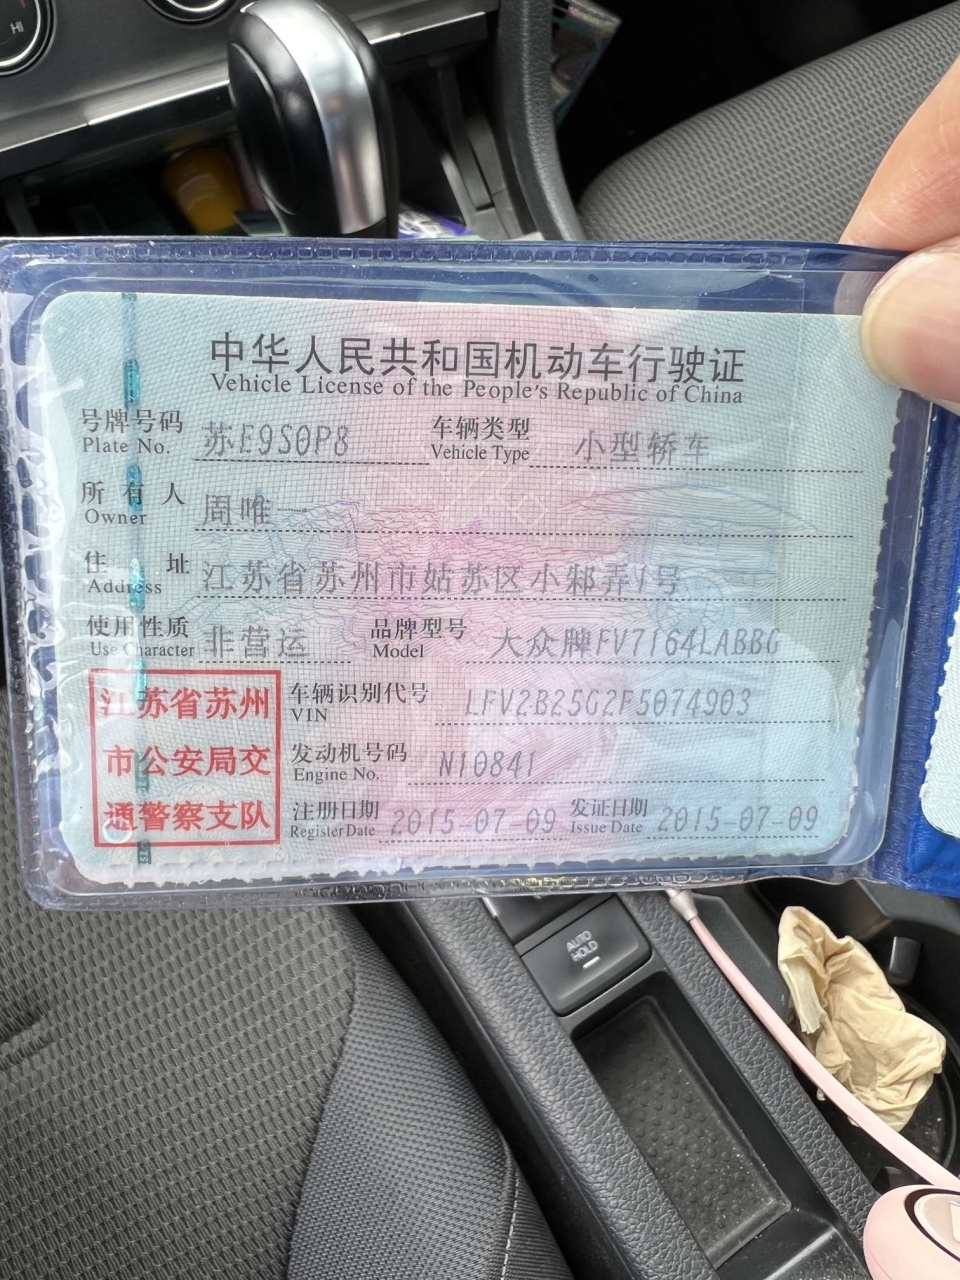 HI
中华人民共和国机动车行驶证
Vehicle License of the People's Republic of China
号牌号码 苏E9S0P8 车辆类型 小型轿车
Plate No. Vehicle Type
所有人 周唯一
Owner
住址 江苏省苏州市姑苏区小邾弄1号
Address
使用性质 非营运 品牌型号 大众牌FV7164LABBG
Use Character Model
江苏省苏州
市公安局交
通警察支队
车辆识别代号 LFV2B25G2F5074903
VIN
发动机号码 N10841
Engine No.
注册日期 2015-07-09 发证日期 2015-07-09
Register Date Issue Date
AUTO
HOLD